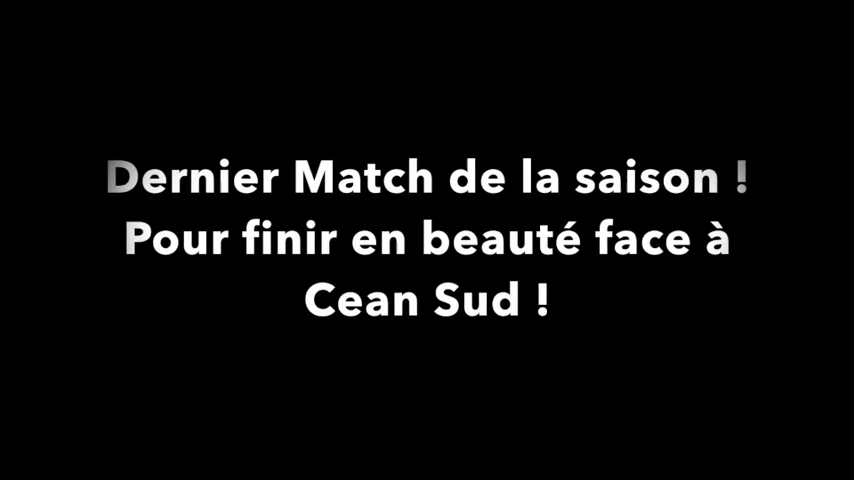 Dernier Match de la saison !
Pour finir en beauté face à
Cean Sud !